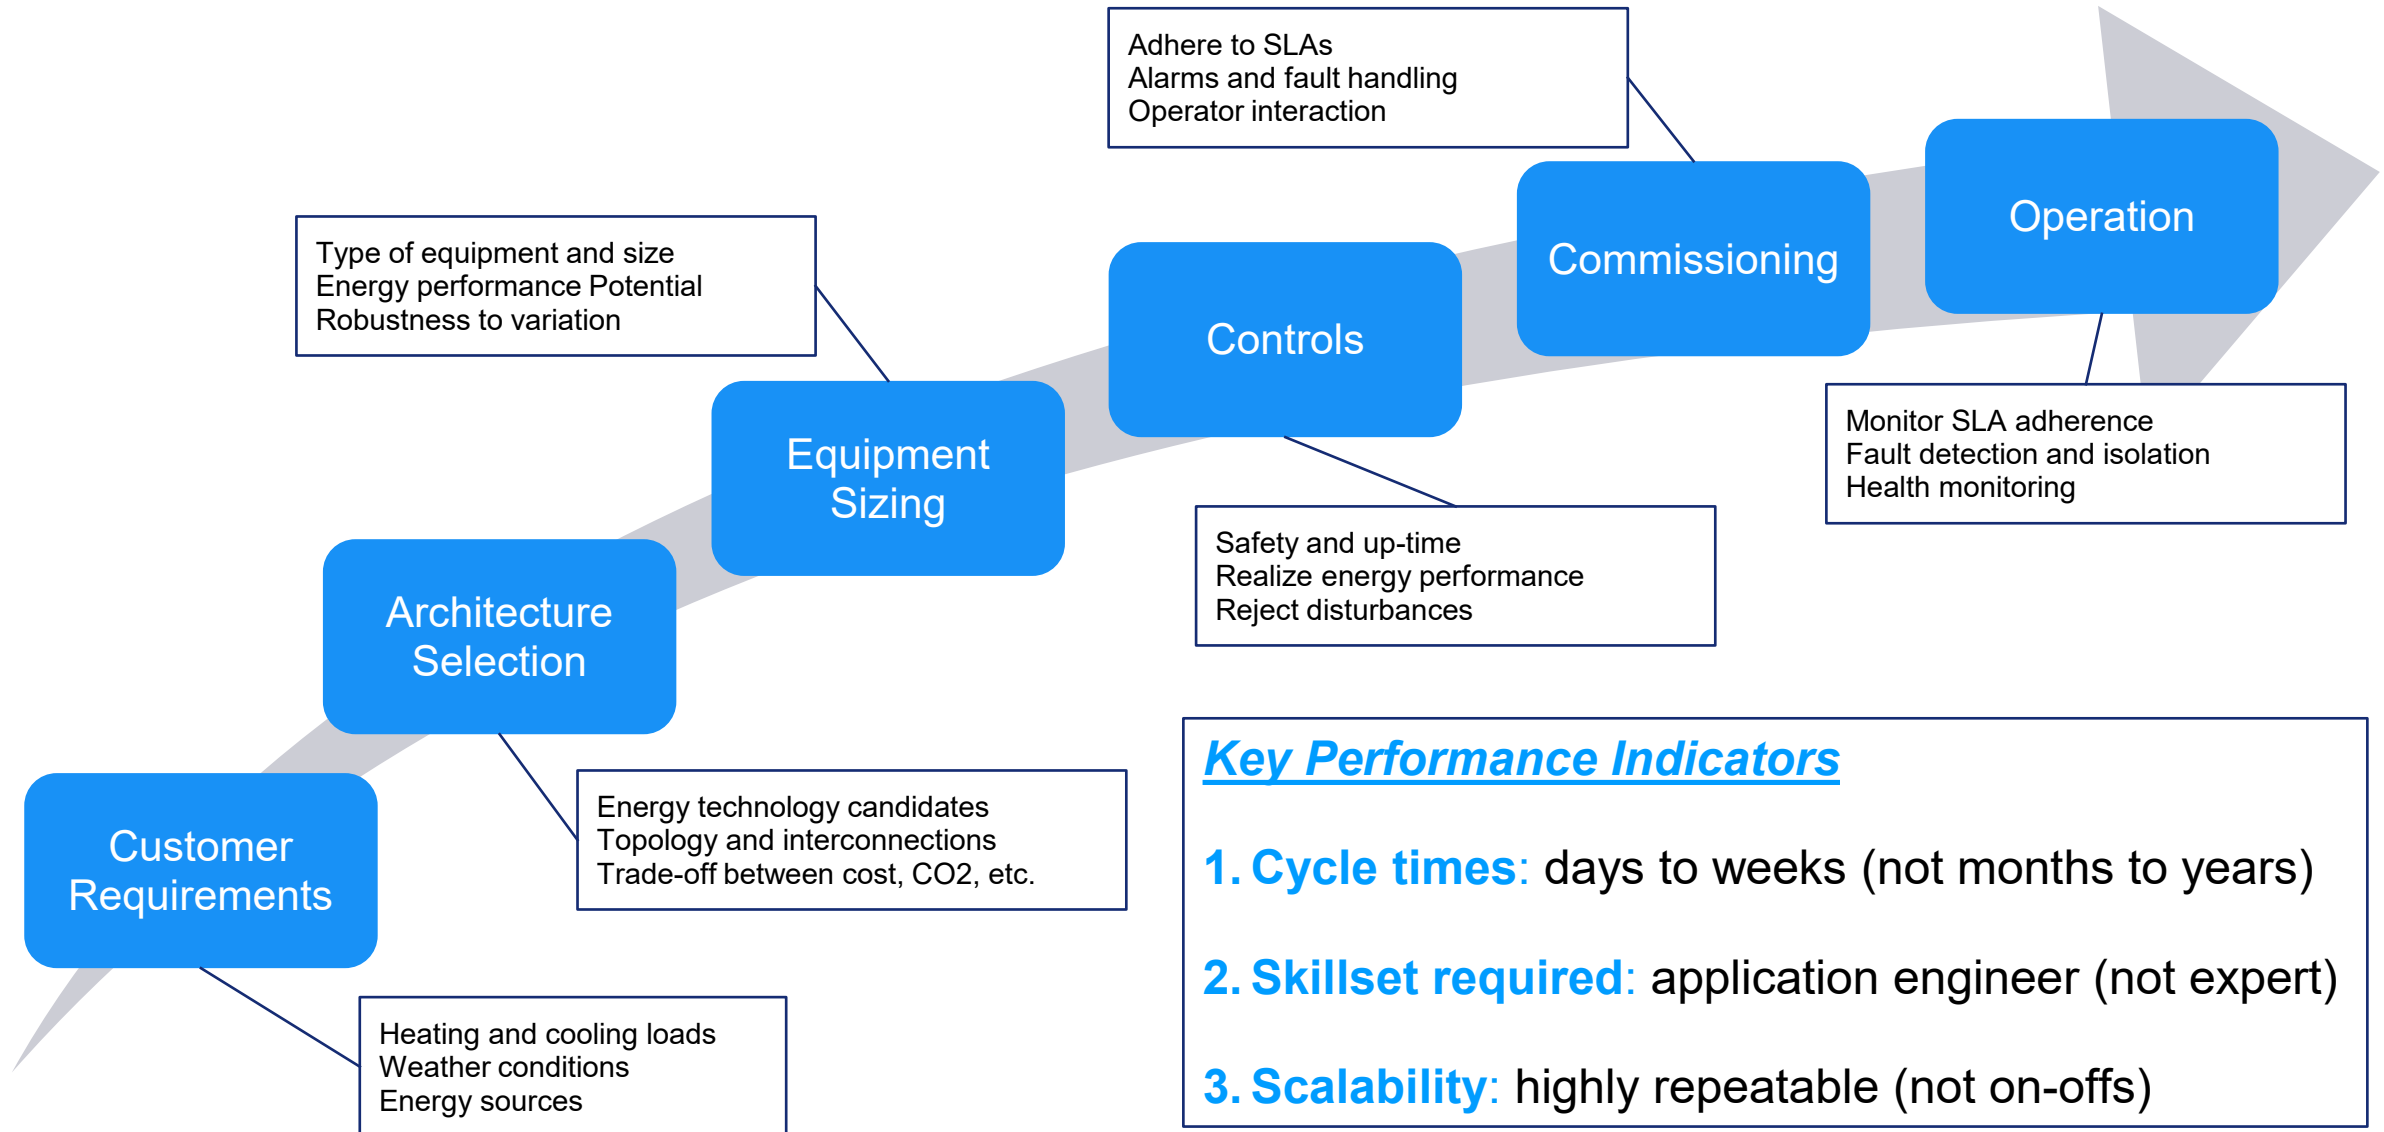 Adhere to SLAs
Alarms and fault handling
Operator interaction
Operation
Commissioning
Type of equipment and size
Energy performance Potential
Robustness to variation
Controls
Monitor SLA adherence
Fault detection and isolation
Health monitoring
Equipment
Sizing
Safety and up-time
Realize energy performance
Reject disturbances
Architecture
Selection
Energy technology candidates
Topology and interconnections
Trade-off between cost, CO2, etc.
Customer
Requirements
Heating and cooling loads
Weather conditions
Energy sources
Key Performance Indicators
1. Cycle times: days to weeks (not months to years)
2. Skillset required: application engineer (not expert)
3. Scalability: highly repeatable (not on-offs)